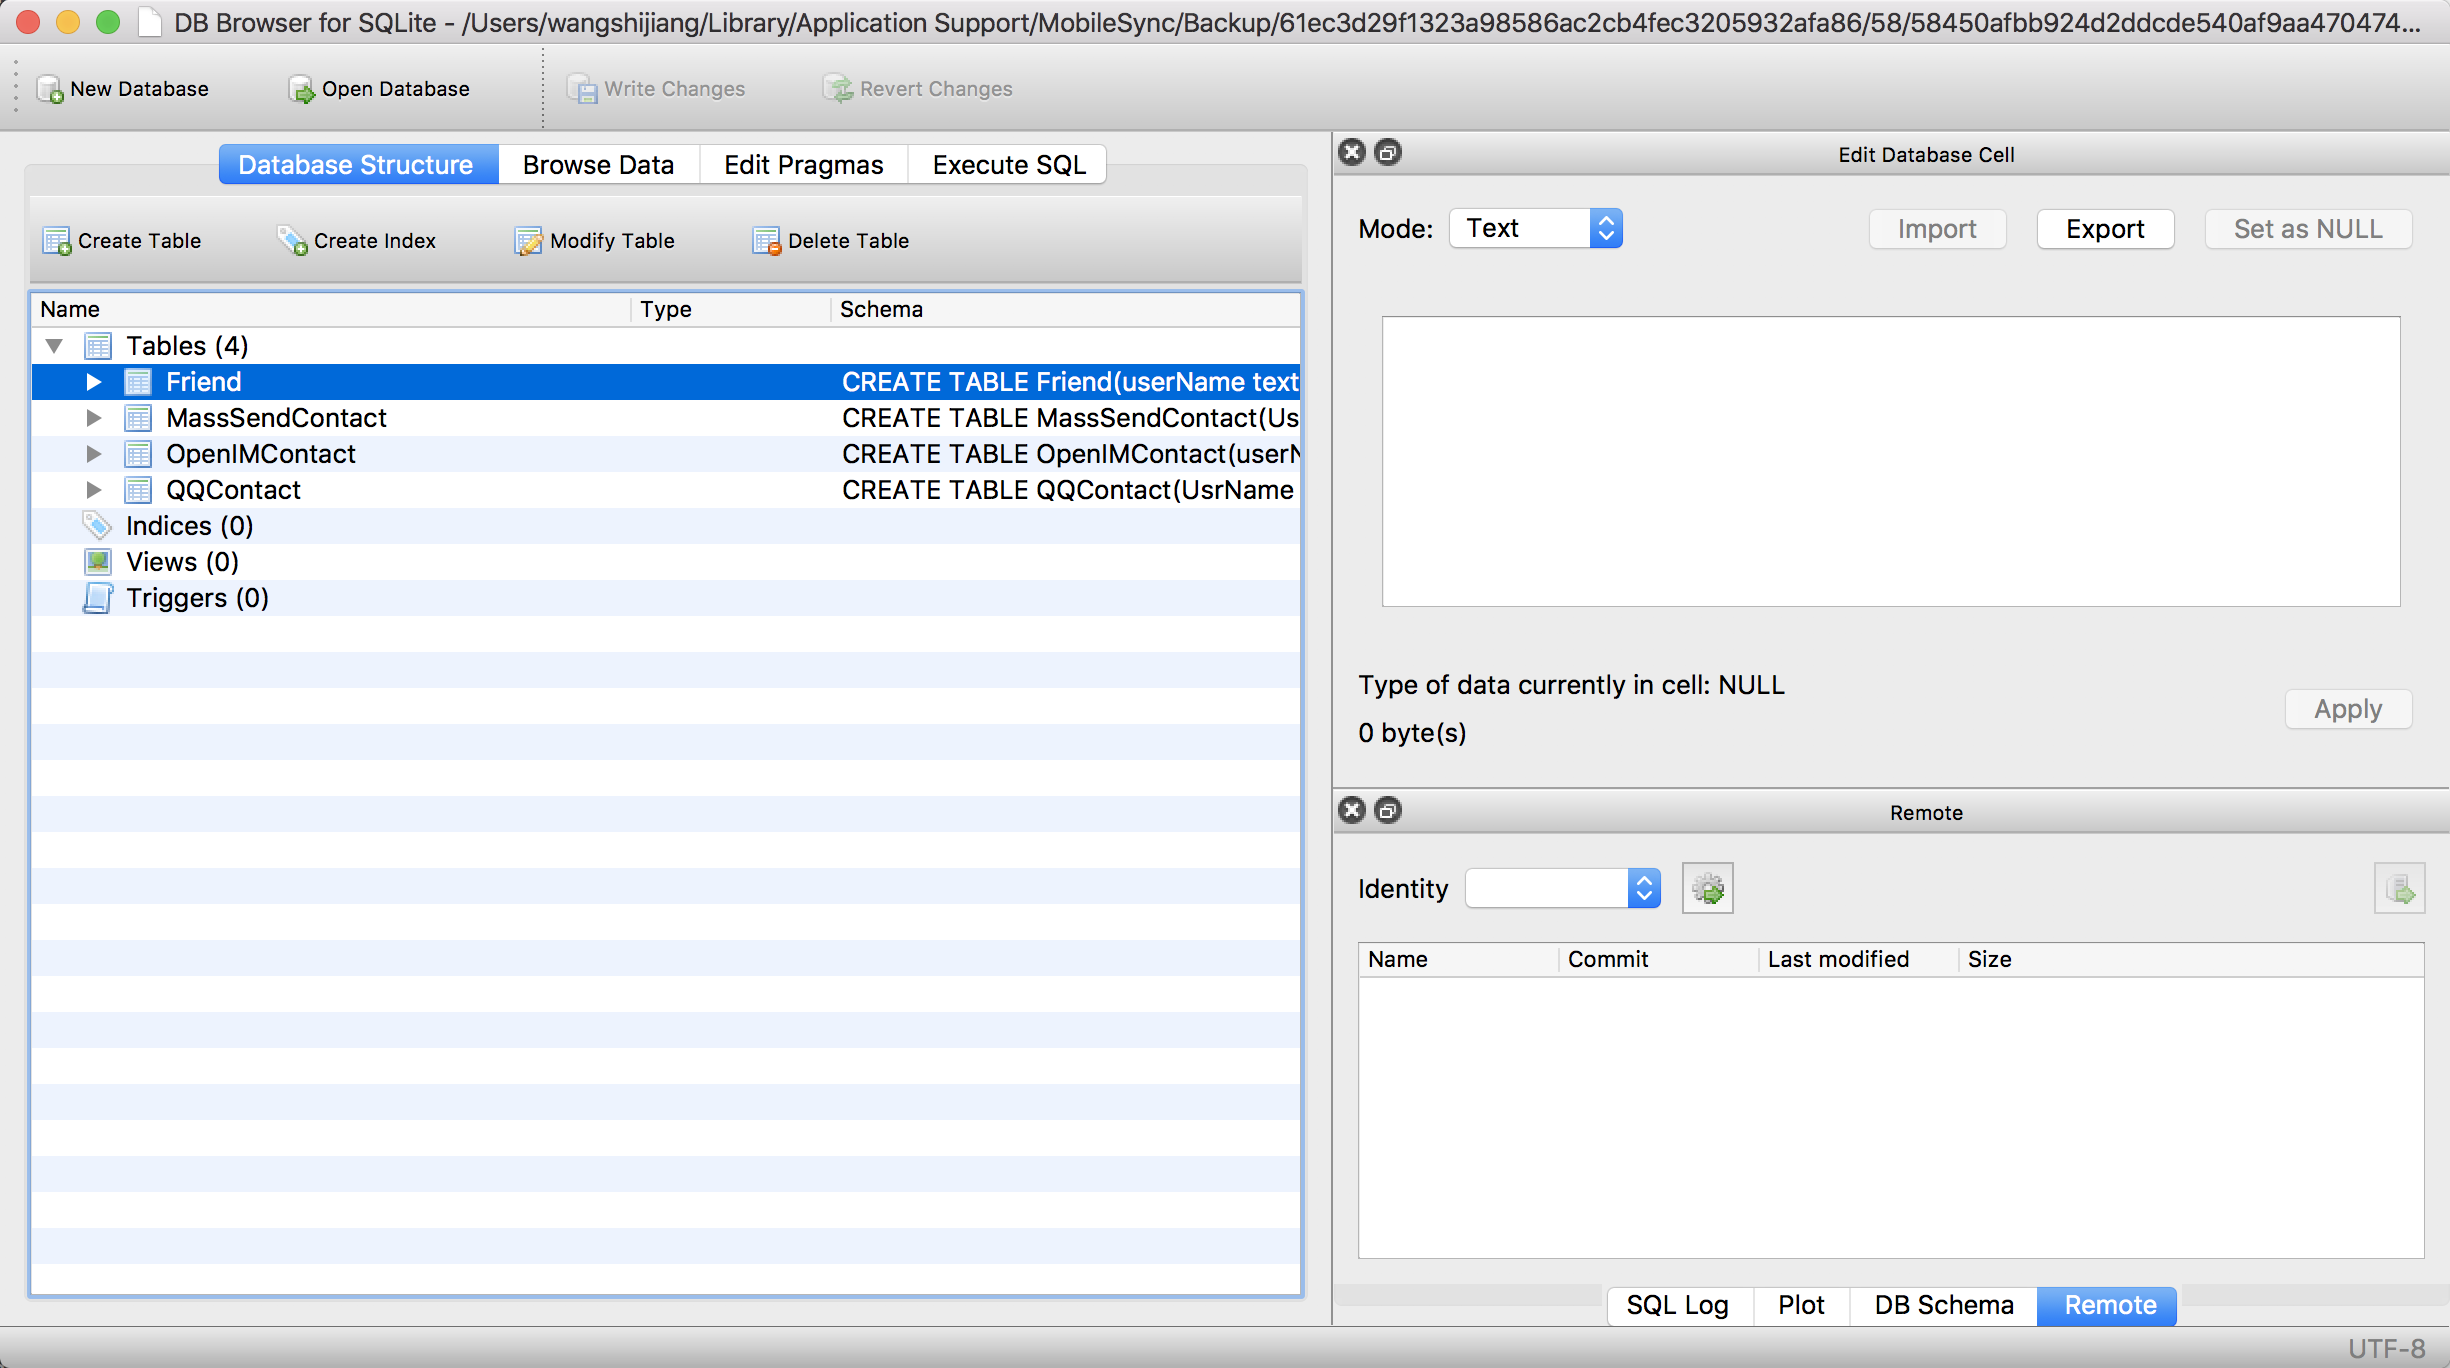 DB Browser for SQLite - /Users/wangshijiang/Library/Application Support/MobileSync/Backup/61ec3d29f1323a98586ac2cb4fec3205932afa86/58/58450afbb924d2ddcde540af9aa470474...
New Database Open Database Write Changes Revert Changes
Database Structure Browse Data Edit Pragmas Execute SQL
Create Table Create Index Modify Table Delete Table
Name Type Schema
Tables (4)
Friend CREATE TABLE Friend(userName text
MassSendContact CREATE TABLE MassSendContact(Us
OpenIMContact CREATE TABLE OpenIMContact(userN
QQContact CREATE TABLE QQContact(UsrName
Indices (0)
Views (0)
Triggers (0)
Edit Database Cell
Mode: Text Import Export Set as NULL
Type of data currently in cell: NULL
0 byte(s)
Apply
Remote
Identity
Name Commit Last modified Size
SQL Log Plot DB Schema Remote
UTF-8